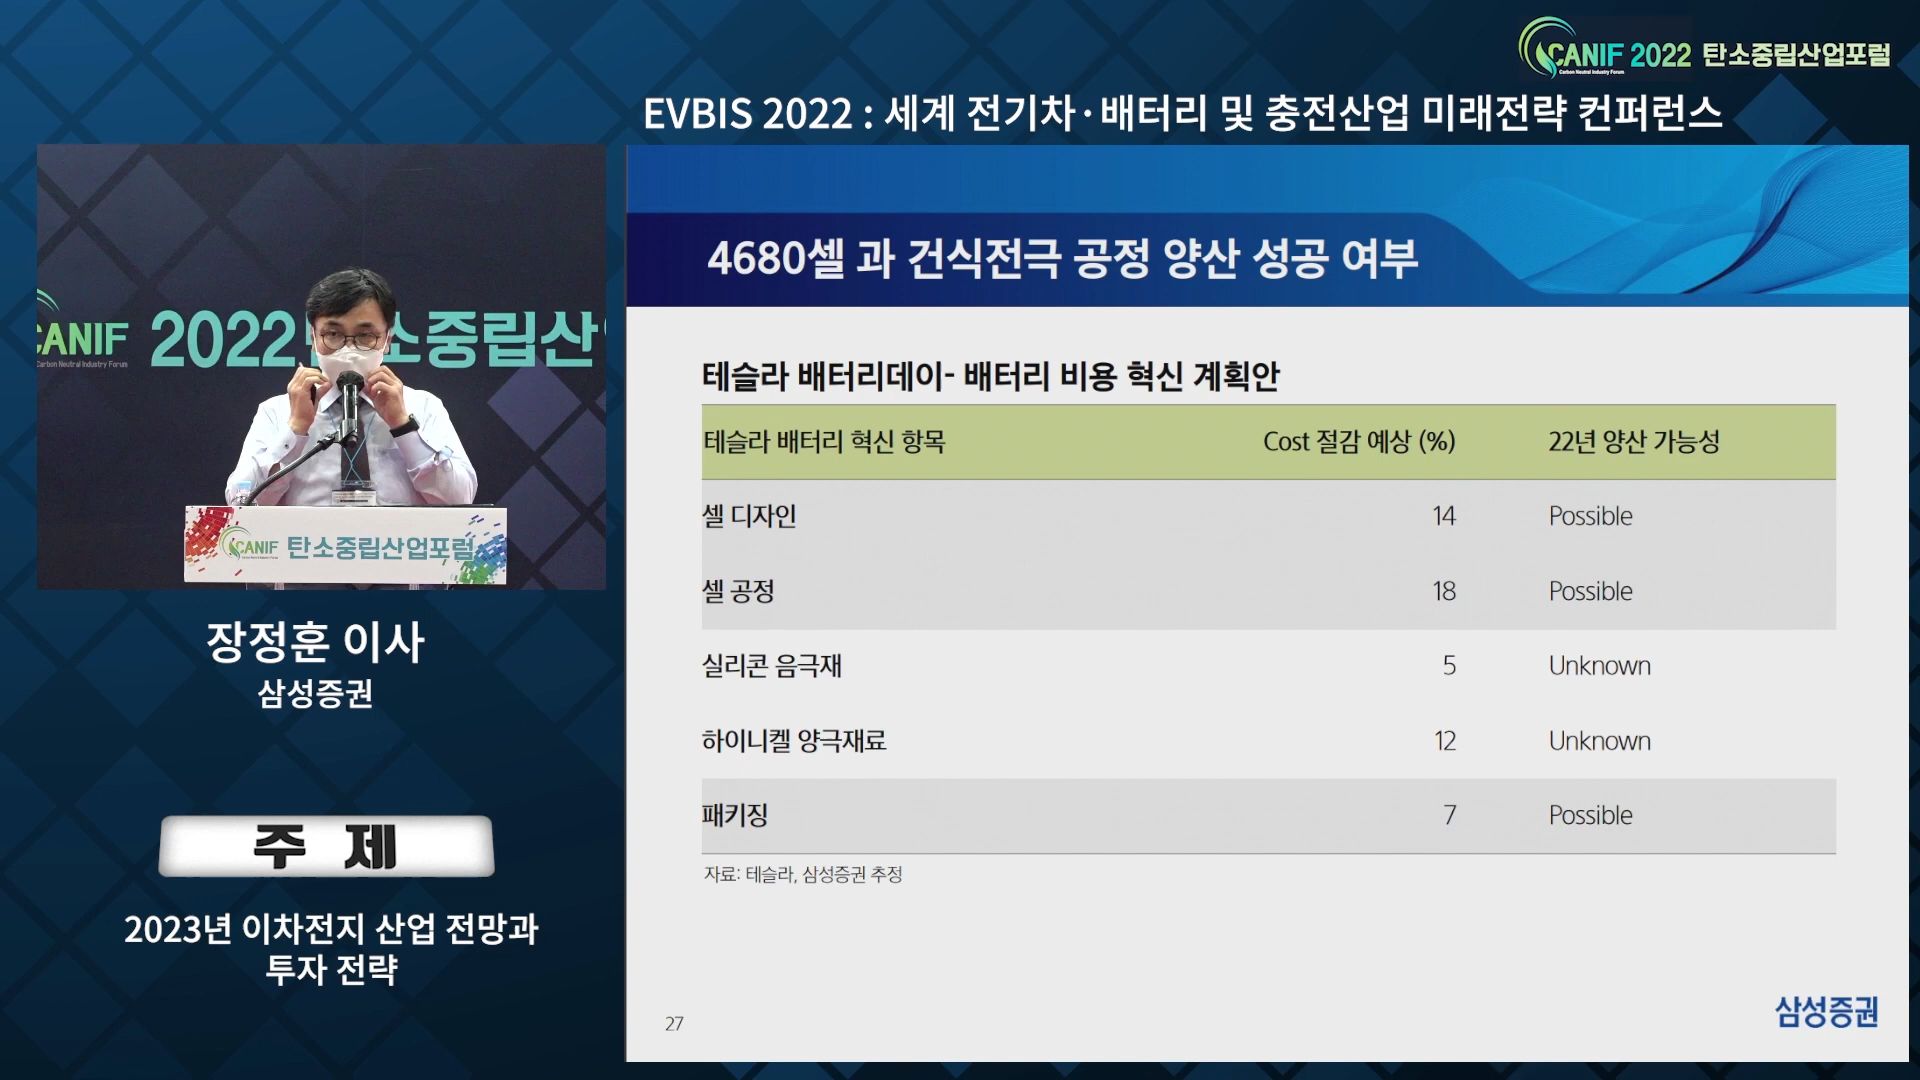 CANIF 2022 탄소중립산업포럼
Carbon Neutral Industry Forum
EVBIS 2022 : 세계 전기차·배터리 및 충전산업 미래전략 컨퍼런스
CANIF 2022 탄소중립산
Carbon Neutral Industry Forum
CANIF 탄소중립산업포럼
장정훈 이사
삼성증권
주 제
2023년 이차전지 산업 전망과
투자 전략
4680셀 과 건식전극 공정 양산 성공 여부
테슬라 배터리데이- 배터리 비용 혁신 계획안
테슬라 배터리 혁신 항목 Cost 절감 예상 (%) 22년 양산 가능성
셀 디자인 14 Possible
셀 공정 18 Possible
실리콘 음극재 5 Unknown
하이니켈 양극재료 12 Unknown
패키징 7 Possible
자료: 테슬라, 삼성증권 추정
27
삼성증권